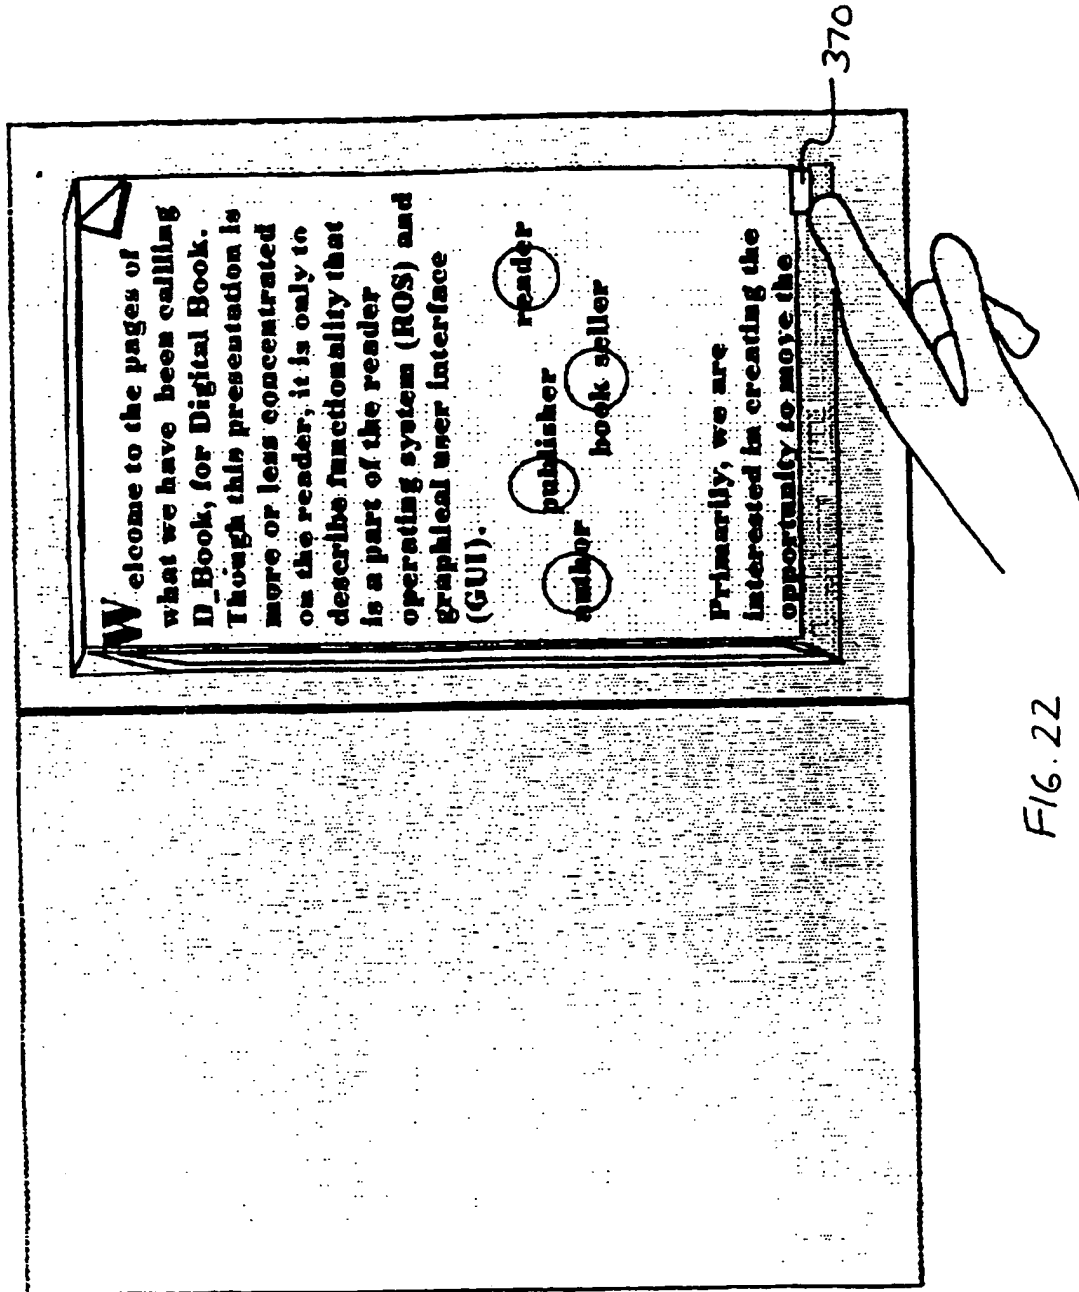 Welcome to the pages of
what we have been callling
D_Book, for Digital Book.
Though this presentation is
more or less concentrated
on the reader, it is only to
describe functionality that
is a part of the reader
operating system (ROS) and
graphical user interface
(GUI).
reader
publisher
author
book seller
Primarily, we are
interested in creating the
opportunity to move the
370
FIG. 22